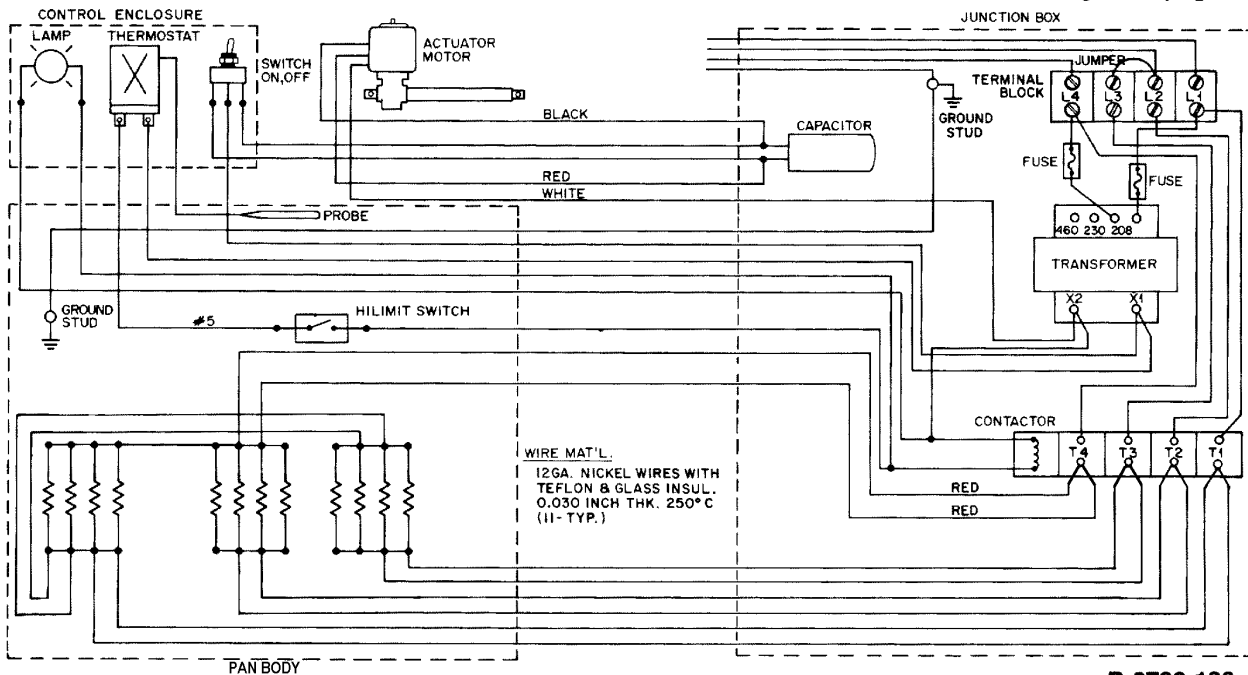 CONTROL ENCLOSURE
LAMP
THERMOSTAT
SWITCH
ON,OFF
ACTUATOR
MOTOR
JUNCTION BOX
JUMPER
TERMINAL
BLOCK
L4
L3
L2
L1
GROUND
STUD
BLACK
CAPACITOR
FUSE
FUSE
RED
WHITE
PROBE
460 230 208
TRANSFORMER
X2
X1
GROUND
STUD
#5
HILIMIT SWITCH
CONTACTOR
T4
T3
T2
T1
WIRE MAT'L.
12GA. NICKEL WIRES WITH
TEFLON & GLASS INSUL.
0.030 INCH THK. 250°C
(11-TYP.)
RED
RED
PAN BODY